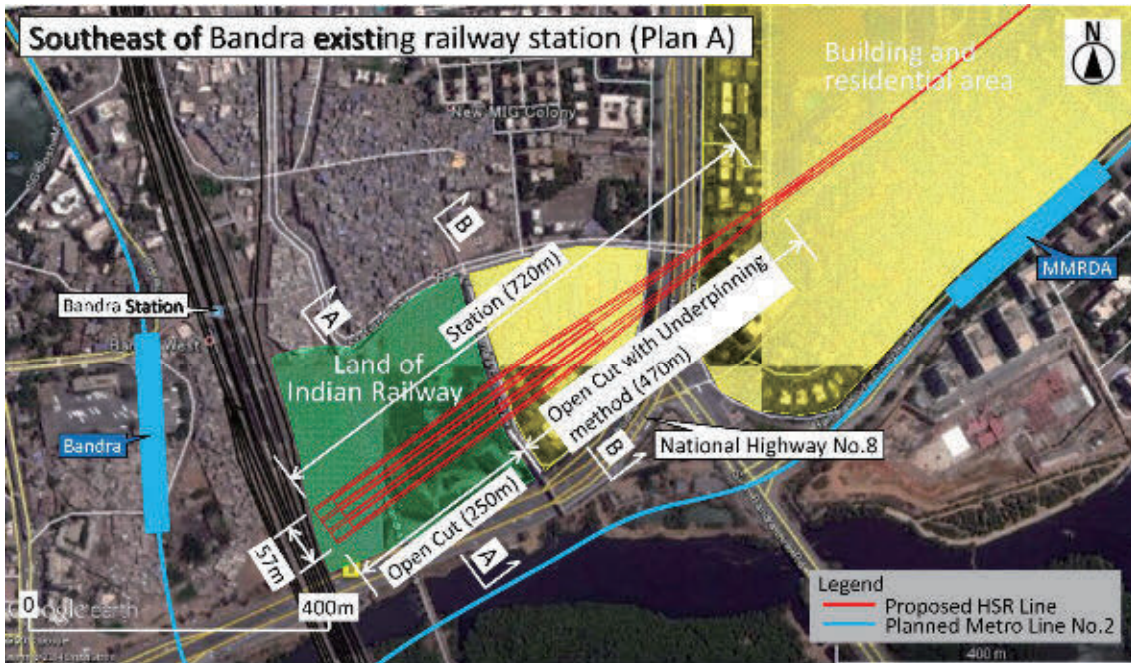 Southeast of Bandra existing railway station (Plan A)
Building and
residential area
N
New MIG Colony
B
Station (720m)
MMRDA
A
Bandra Station
Land of
Indian Railway
Open Cut with Underpinning
method (470m)
National Highway No.8
Bandra
B
Open Cut (250m)
A
57m
0
400m
Google earth
Legend
Proposed HSR Line
Planned Metro Line No.2
400 m